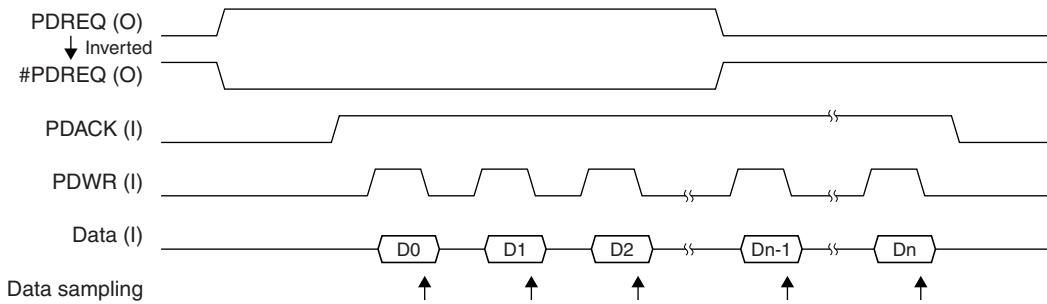 PDREQ (O)
Inverted
#PDREQ (O)
PDACK (I)
PDWR (I)
Data (I) D0 D1 D2 Dn-1 Dn
Data sampling